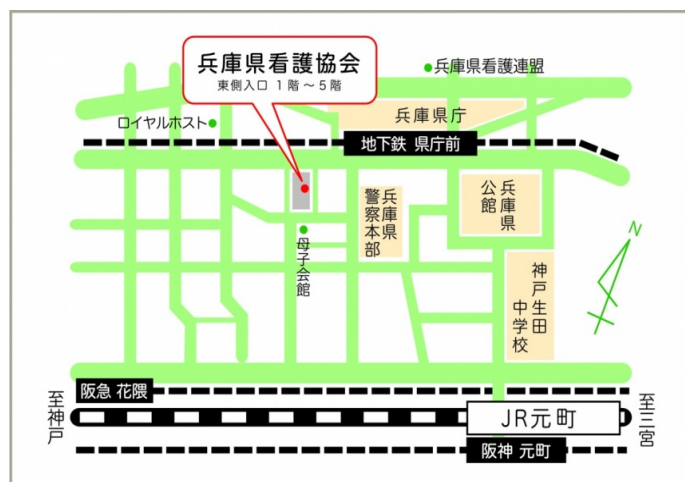 兵庫県看護協会
東側入口 1階～5階
兵庫県看護連盟
兵庫県庁
ロイヤルホスト
地下鉄 県庁前
兵庫県
公館
兵庫県
警察本部
母子会館
N
神戸生田
中学校
阪急 花隈
至神戸
JR元町
至三宮
阪神 元町